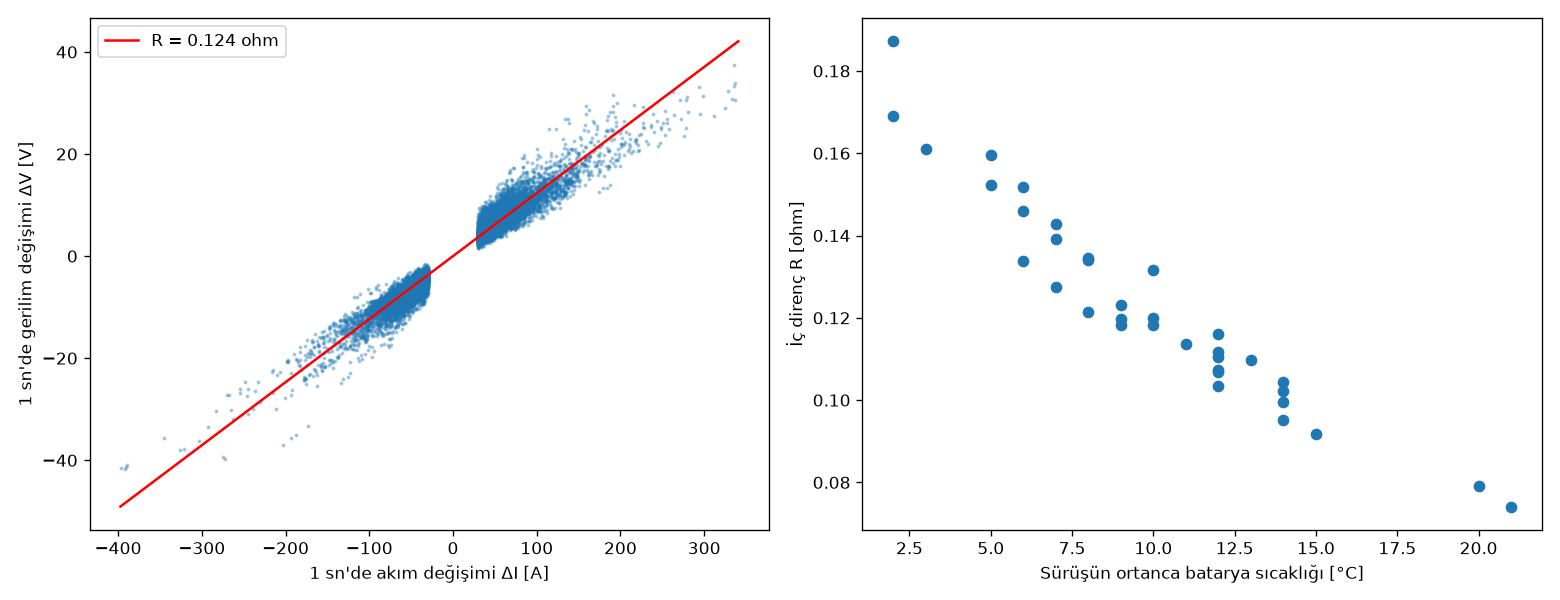 R = 0.124 ohm
40
20
0
−20
−40
1 sn'de gerilim değişimi ΔV [V]
−400 −300 −200 −100 0 100 200 300
1 sn'de akım değişimi ΔI [A]
0.18
0.16
0.14
0.12
0.10
0.08
İç direnç R [ohm]
2.5 5.0 7.5 10.0 12.5 15.0 17.5 20.0
Sürüşün ortanca batarya sıcaklığı [°C]